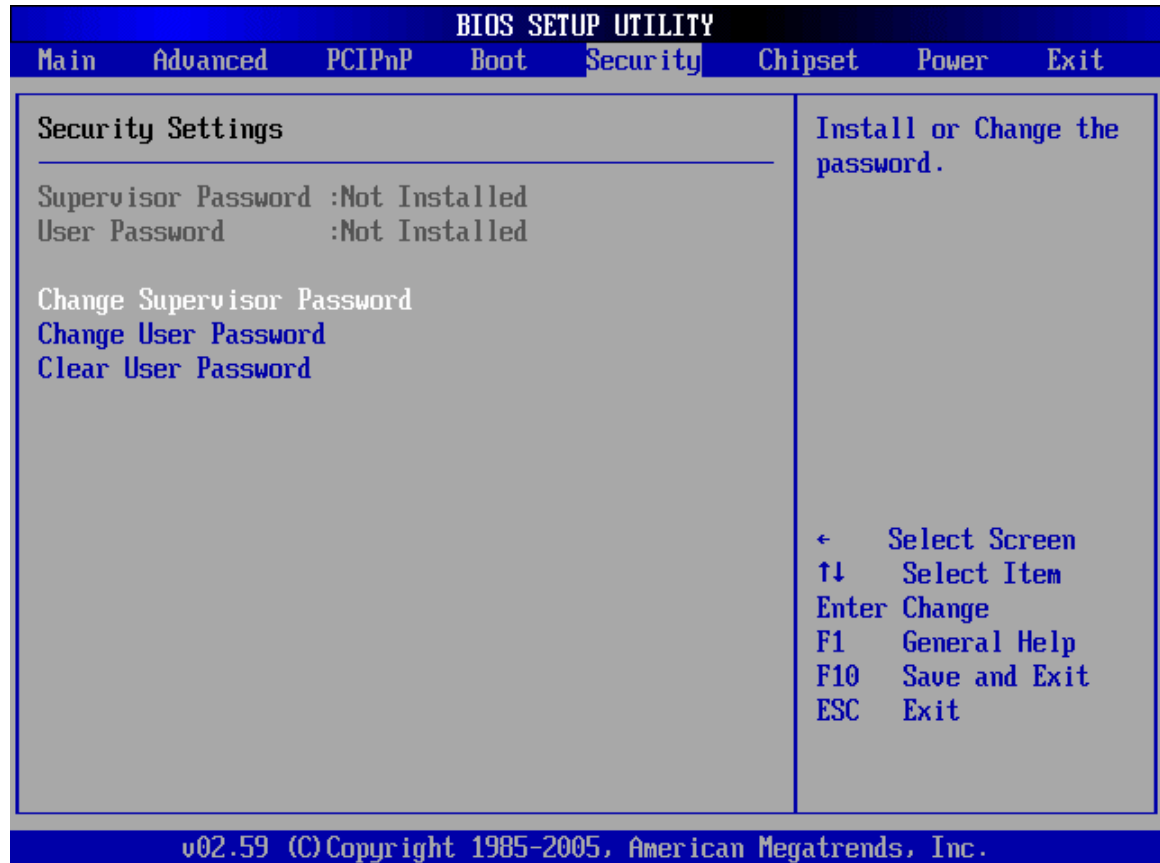 BIOS SETUP UTILITY
Main Advanced PCIPnP Boot Security Chipset Power Exit
Security Settings
Supervisor Password :Not Installed
User Password :Not Installed
Change Supervisor Password
Change User Password
Clear User Password
Install or Change the
password.
← Select Screen
↑↓ Select Item
Enter Change
F1 General Help
F10 Save and Exit
ESC Exit
v02.59 (C)Copyright 1985-2005, American Megatrends, Inc.